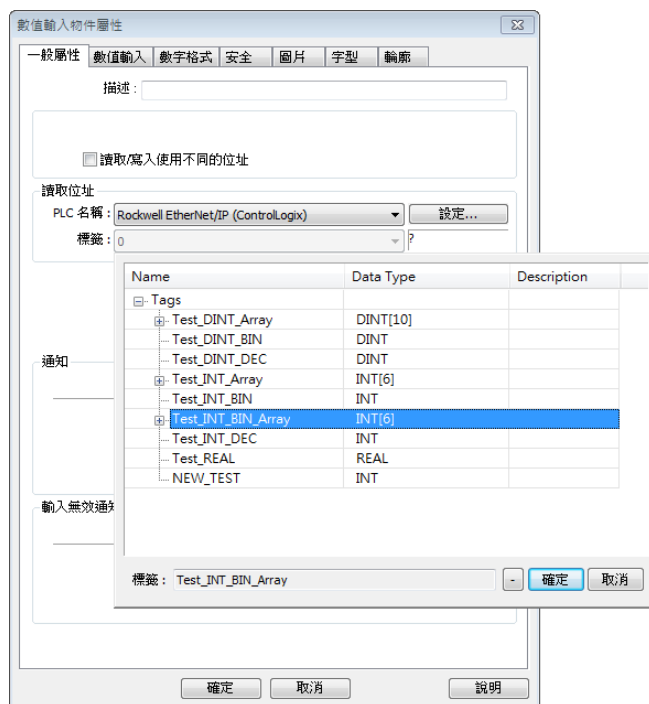 數值輸入物件屬性
一般屬性 數值輸入 數字格式 安全 圖片 字型 輪廓
描述：
讀取/寫入使用不同的位址
讀取位址
PLC 名稱： Rockwell EtherNet/IP (ControlLogix) 設定...
標籤： 0 ?
Name Data Type Description
Tags
Test_DINT_Array DINT[10]
Test_DINT_BIN DINT
Test_DINT_DEC DINT
Test_INT_Array INT[6]
Test_INT_BIN INT
Test_INT_BIN_Array INT[6]
Test_INT_DEC INT
Test_REAL REAL
NEW_TEST INT
標籤： Test_INT_BIN_Array - 確定 取消
通知
輸入無效通知
確定 取消 說明